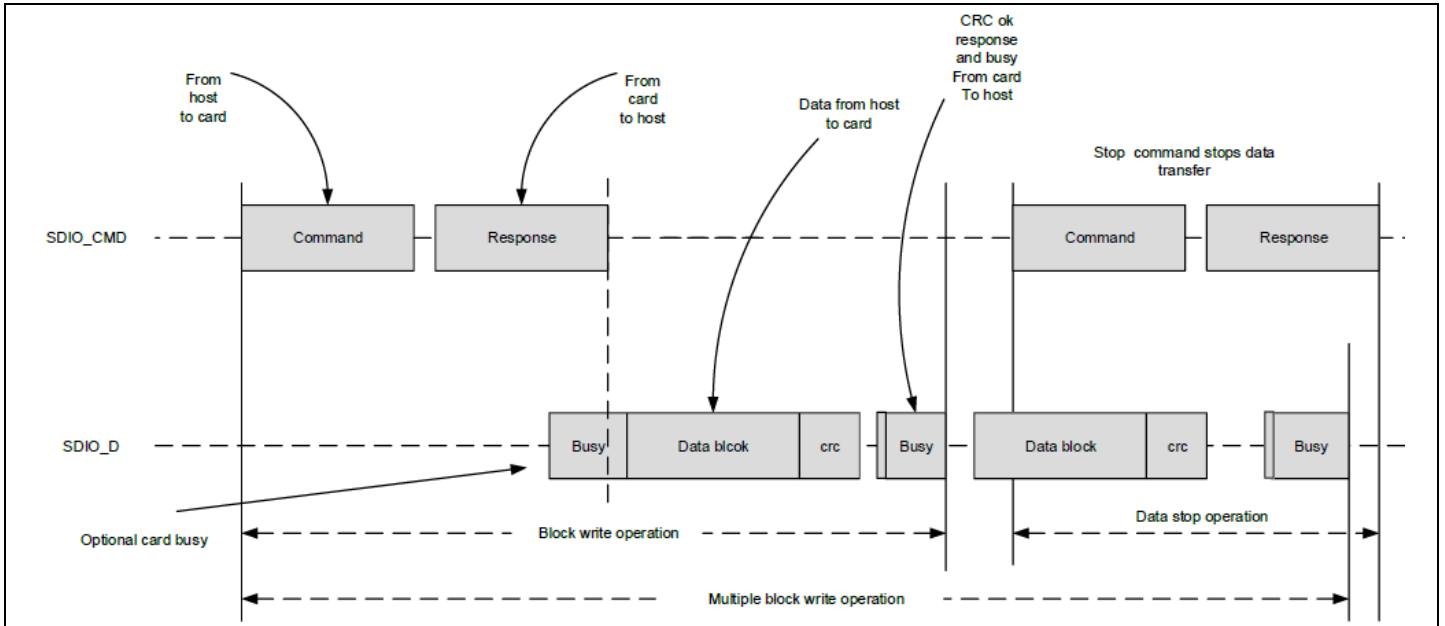 From
host
to card
From
card
to host
Data from host
to card
CRC ok
response
and busy
From card
To host
Stop command stops data
transfer
SDIO_CMD
Command
Response
Command
Response
SDIO_D
Busy
Data blcok
crc
Busy
Data block
crc
Busy
Optional card busy
Block write operation
Data stop operation
Multiple block write operation